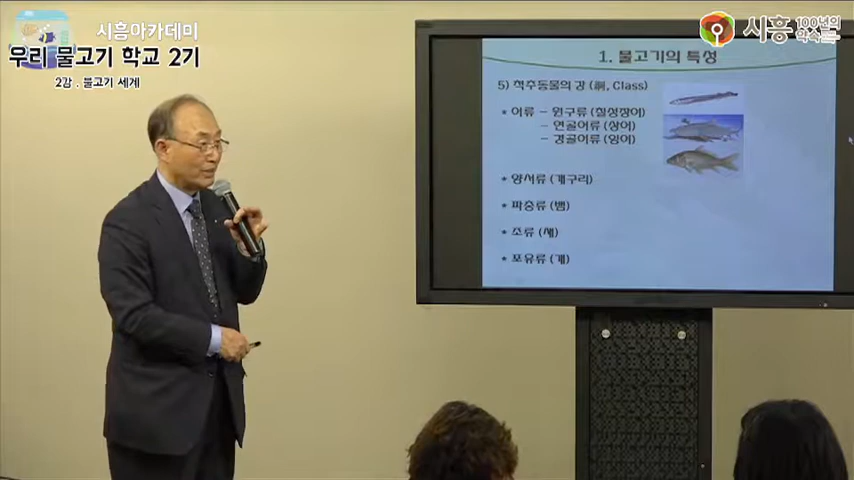 시흥아카데미
우리 물고기 학교 2기
2강 . 물고기 세계
시흥 100년의
1. 물고기의 특성
5) 척추동물의 강 (綱, Class)
* 어류 - 원구류 (칠성장어)
- 연골어류 (상어)
- 경골어류 (잉어)
* 양서류 (개구리)
* 파충류 (뱀)
* 조류 (새)
* 포유류 (개)